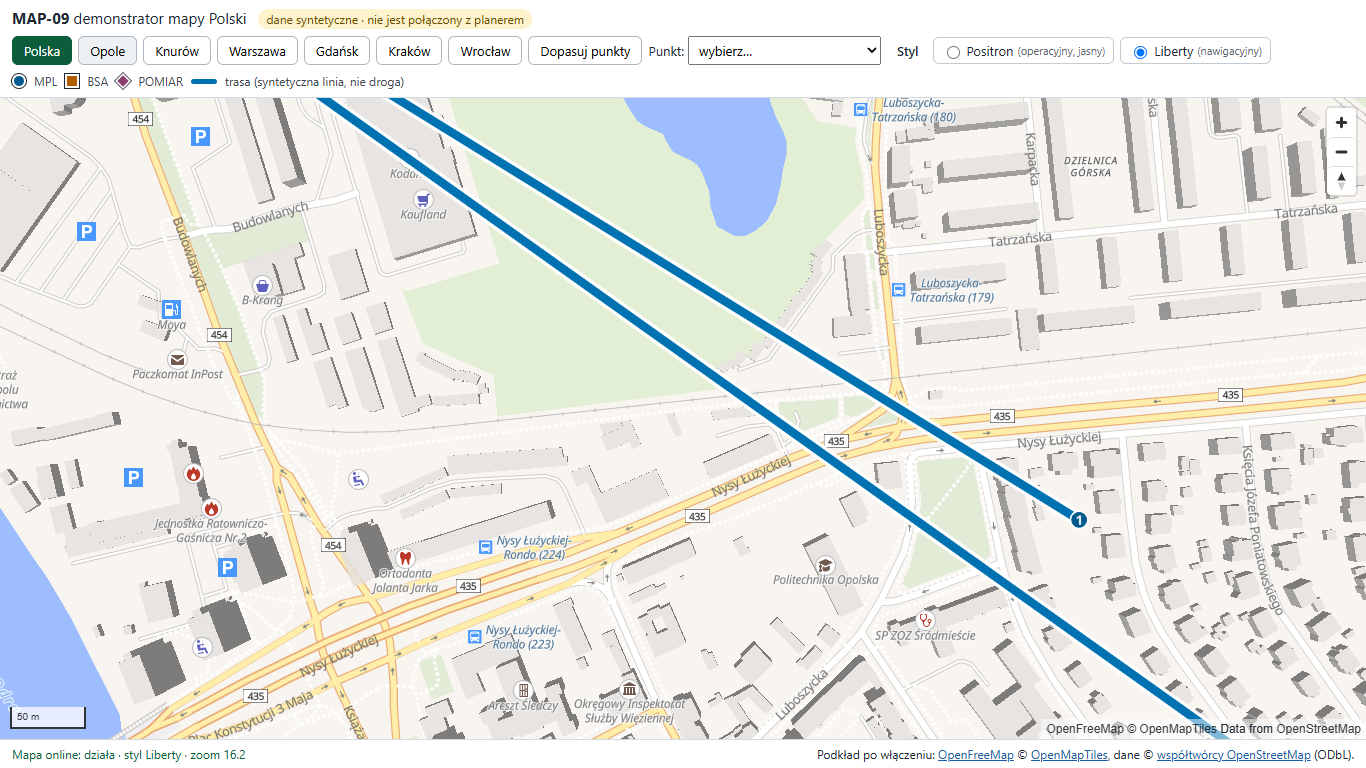 MAP-09 demonstrator mapy Polski
dane syntetyczne · nie jest połączony z planerem
Polska
Opole
Knurów
Warszawa
Gdańsk
Kraków
Wrocław
Dopasuj punkty
Punkt:
wybierz...
Styl
Positron (operacyjny, jasny)
Liberty (nawigacyjny)
MPL
BSA
POMIAR
trasa (syntetyczna linia, nie droga)
454
P
Luboszycka-
Tatrzańska (180)
Karpacka
DZIELNICA
GÓRSKA
Kaufland
Budowlanych
Budowlanych
P
Luboszycka
Tatrzańska
Tatrzańska
B-Krang
Luboszycka
Tatrzańska (179)
Moya
454
Paczkomat InPost
435
435
435
Nysy Łużyckiej
1
P
Nysy Łużyckiej
435
Jednostka Ratowniczo-
Gaśnicza Nr 2
Księcia Józefa Poniatowskiego
454
Nysy Łużyckiej-
Rondo (224)
P
Ortodonta
Jolanta Jarka
435
Politechnika Opolska
SP ZOZ Śródmieście
Nysy Łużyckiej-
Rondo (223)
Nysy Łużyckiej
435
Plac Konstytucji 3 Maja
Areszt Śledczy
Okręgowy Inspektorat
Służby Więziennej
Luboszycka
50 m
OpenFreeMap © OpenMapTiles Data from OpenStreetMap
Mapa online: działa · styl Liberty · zoom 16.2
Podkład po włączeniu: OpenFreeMap © OpenMapTiles, dane © współtwórcy OpenStreetMap (ODbL).